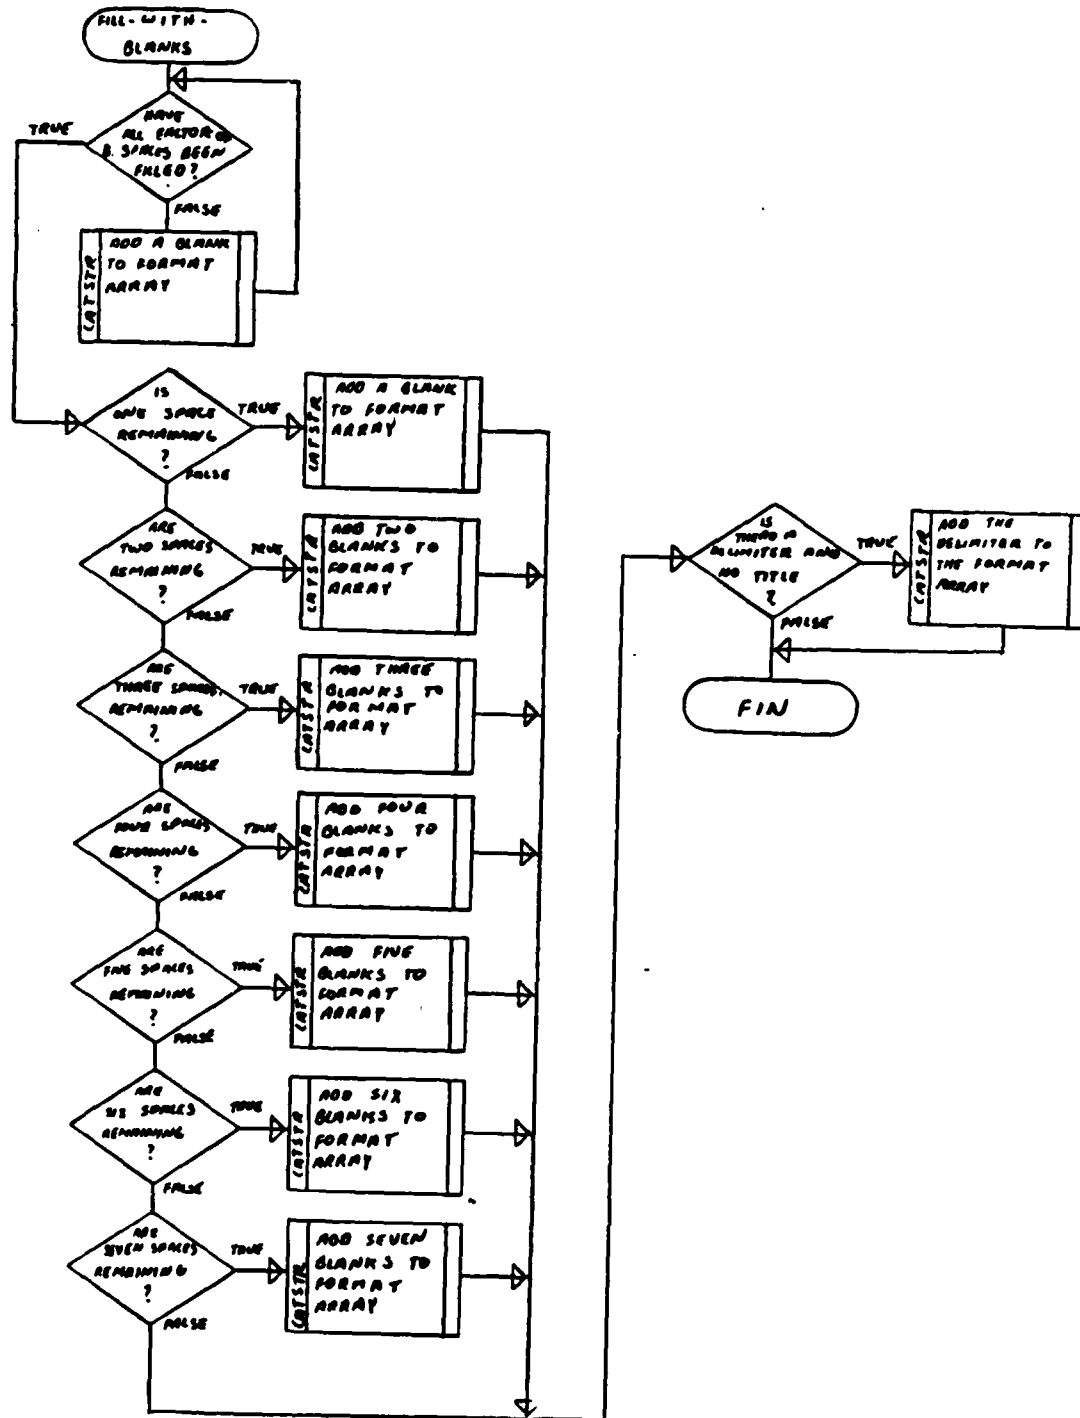 FILL-WITH-
BLANKS
HAVE
ALL FACTOR OF
8. SPACES BEEN
FILLED?
TRUE
FALSE
CATSTR
ADD A BLANK
TO FORMAT
ARRAY
IS
ONE SPACE
REMAINING
?
TRUE
FALSE
CATSTR
ADD A BLANK
TO FORMAT
ARRAY
ARE
TWO SPACES
REMAINING
?
TRUE
FALSE
CATSTR
ADD TWO
BLANKS TO
FORMAT
ARRAY
ARE
THREE SPACES
REMAINING
?
TRUE
FALSE
CATSTR
ADD THREE
BLANKS TO
FORMAT
ARRAY
ARE
FOUR SPACES
REMAINING
?
TRUE
FALSE
CATSTR
ADD FOUR
BLANKS TO
FORMAT
ARRAY
ARE
FIVE SPACES
REMAINING
?
TRUE
FALSE
CATSTR
ADD FIVE
BLANKS TO
FORMAT
ARRAY
ARE
SIX SPACES
REMAINING
?
TRUE
FALSE
CATSTR
ADD SIX
BLANKS TO
FORMAT
ARRAY
ARE
SEVEN SPACES
REMAINING
?
TRUE
FALSE
CATSTR
ADD SEVEN
BLANKS TO
FORMAT
ARRAY
IS
A
DELIMITER AND
NO TITLE
?
TRUE
FALSE
CATSTR
ADD THE
DELIMITER TO
THE FORMAT
ARRAY
FIN